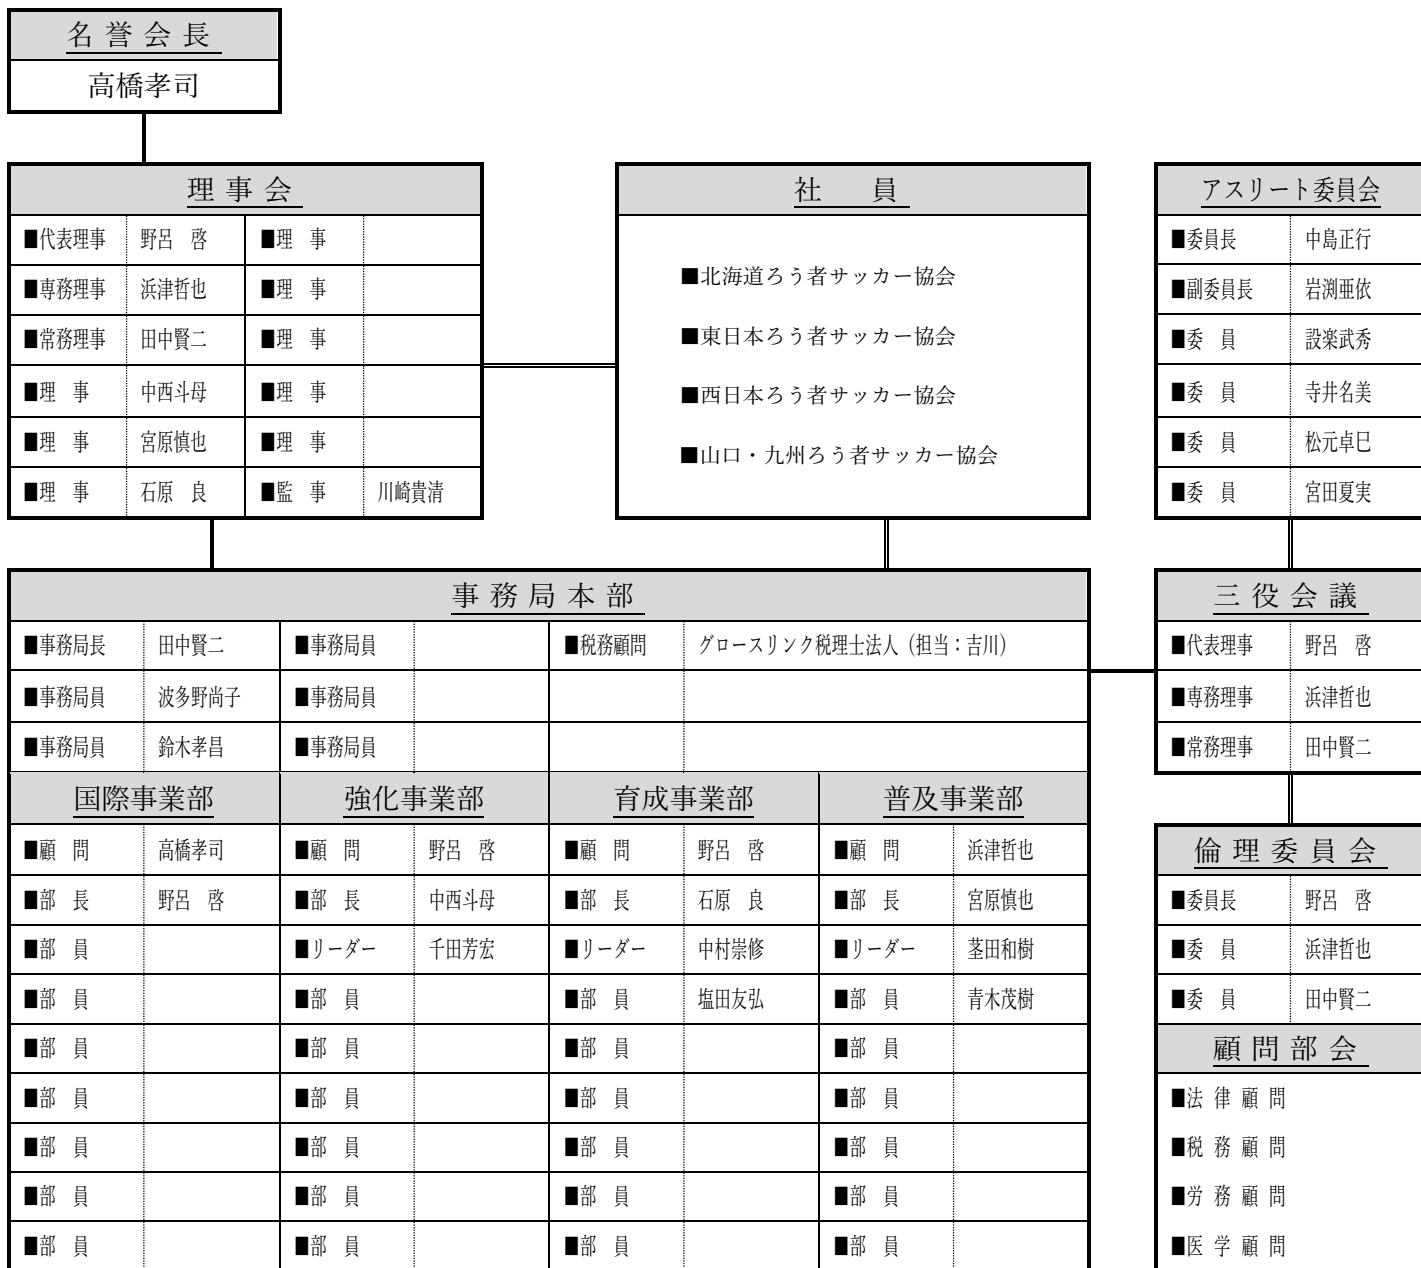 名誉会長
高橋孝司
理事会
■代表理事 野呂　啓 ■理　事
■専務理事 浜津哲也 ■理　事
■常務理事 田中賢二 ■理　事
■理　事 中西斗母 ■理　事
■理　事 宮原慎也 ■理　事
■理　事 石原　良 ■監　事 川崎貴清
社　員
■北海道ろう者サッカー協会
■東日本ろう者サッカー協会
■西日本ろう者サッカー協会
■山口・九州ろう者サッカー協会
アスリート委員会
■委員長 中島正行
■副委員長 岩渕亜依
■委　員 設楽武秀
■委　員 寺井名美
■委　員 松元卓巳
■委　員 宮田夏実
事務局本部
■事務局長 田中賢二 ■事務局員 ■税務顧問 グロースリンク税理士法人（担当：吉川）
■事務局員 波多野尚子 ■事務局員
■事務局員 鈴木孝昌 ■事務局員
国際事業部 強化事業部 育成事業部 普及事業部
■顧　問 高橋孝司 ■顧　問 野呂　啓 ■顧　問 野呂　啓 ■顧　問 浜津哲也
■部　長 野呂　啓 ■部　長 中西斗母 ■部　長 石原　良 ■部　長 宮原慎也
■部　員 ■リーダー 千田芳宏 ■リーダー 中村崇修 ■リーダー 茎田和樹
■部　員 ■部　員 ■部　員 塩田友弘 ■部　員 青木茂樹
■部　員 ■部　員 ■部　員 ■部　員
■部　員 ■部　員 ■部　員 ■部　員
■部　員 ■部　員 ■部　員 ■部　員
■部　員 ■部　員 ■部　員 ■部　員
■部　員 ■部　員 ■部　員 ■部　員
三役会議
■代表理事 野呂　啓
■専務理事 浜津哲也
■常務理事 田中賢二
倫理委員会
■委員長 野呂　啓
■委　員 浜津哲也
■委　員 田中賢二
顧問部会
■法律顧問
■税務顧問
■労務顧問
■医学顧問